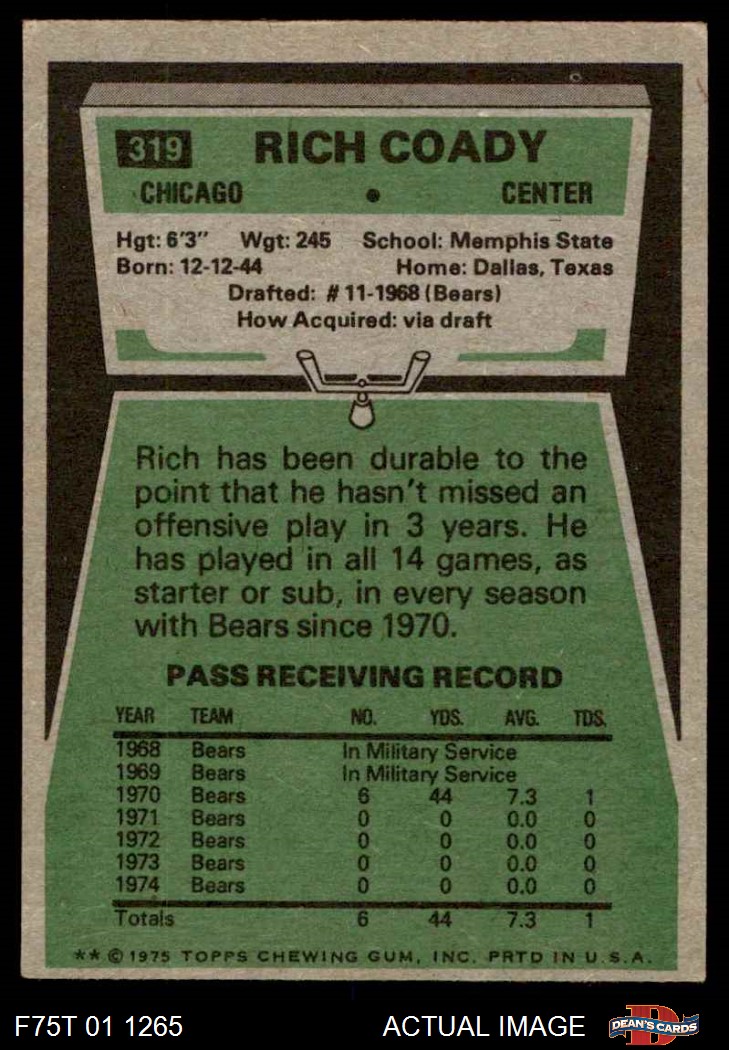 319 RICH COADY
CHICAGO • CENTER
Hgt: 6'3" Wgt: 245 School: Memphis State
Born: 12-12-44 Home: Dallas, Texas
Drafted: #11-1968 (Bears)
How Acquired: via draft
Rich has been durable to the
point that he hasn't missed an
offensive play in 3 years. He
has played in all 14 games, as
starter or sub, in every season
with Bears since 1970.
PASS RECEIVING RECORD
YEAR TEAM NO. YDS. AVG. TDS.
1968 Bears In Military Service
1969 Bears In Military Service
1970 Bears 6 44 7.3 1
1971 Bears 0 0 0.0 0
1972 Bears 0 0 0.0 0
1973 Bears 0 0 0.0 0
1974 Bears 0 0 0.0 0
Totals 6 44 7.3 1
** © 1975 TOPPS CHEWING GUM, INC. PRTD IN U.S.A.
F75T 01 1265 ACTUAL IMAGE D DEAN'S CARDS